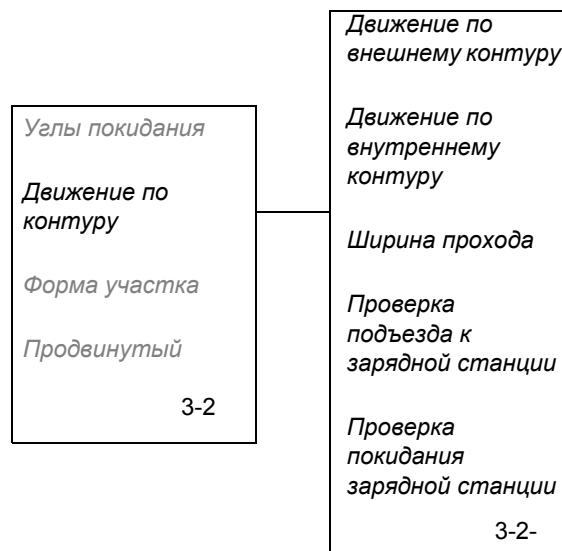 Углы покидания
Движение по
контуру
Форма участка
Продвинутый
3-2
Движение по
внешнему контуру
Движение по
внутреннему
контуру
Ширина прохода
Проверка
подъезда к
зарядной станции
Проверка
покидания
зарядной станции
3-2-